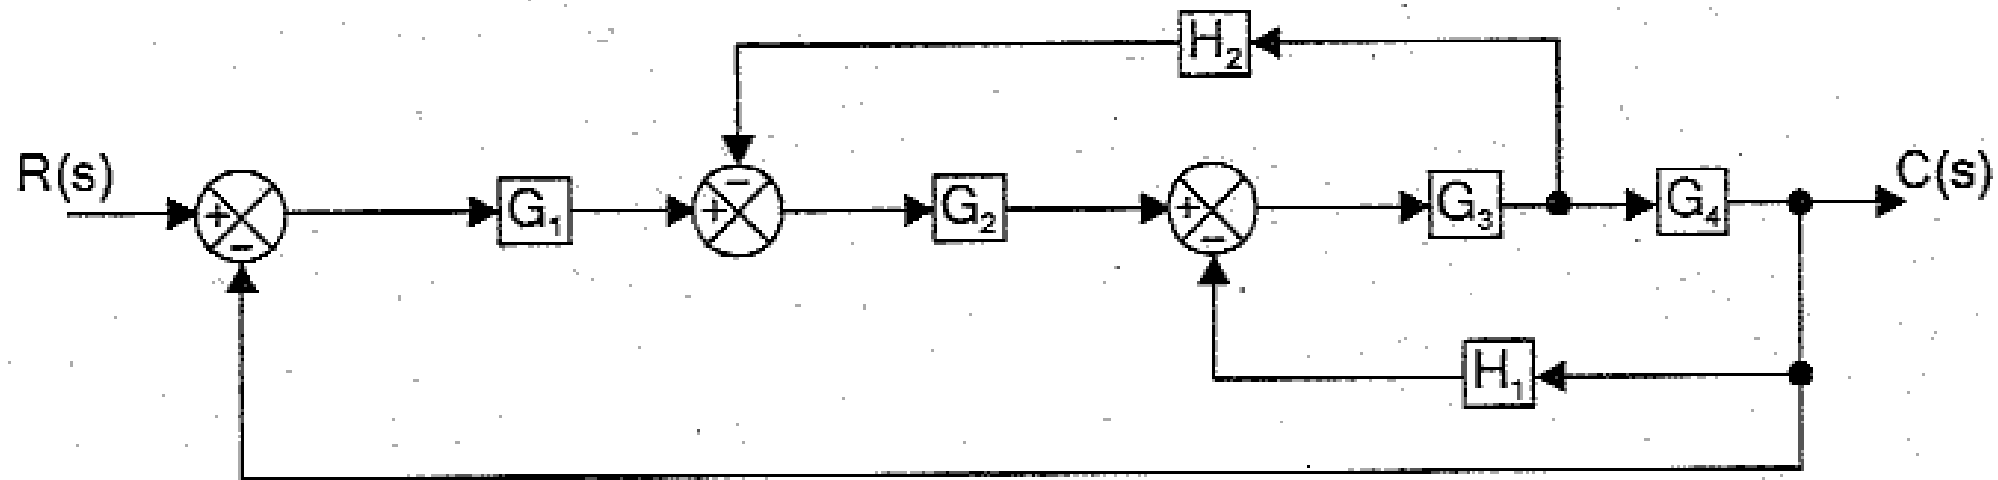 H₂
R(s) + − G₁ + − G₂ + − G₃ G₄ C(s)
H₁